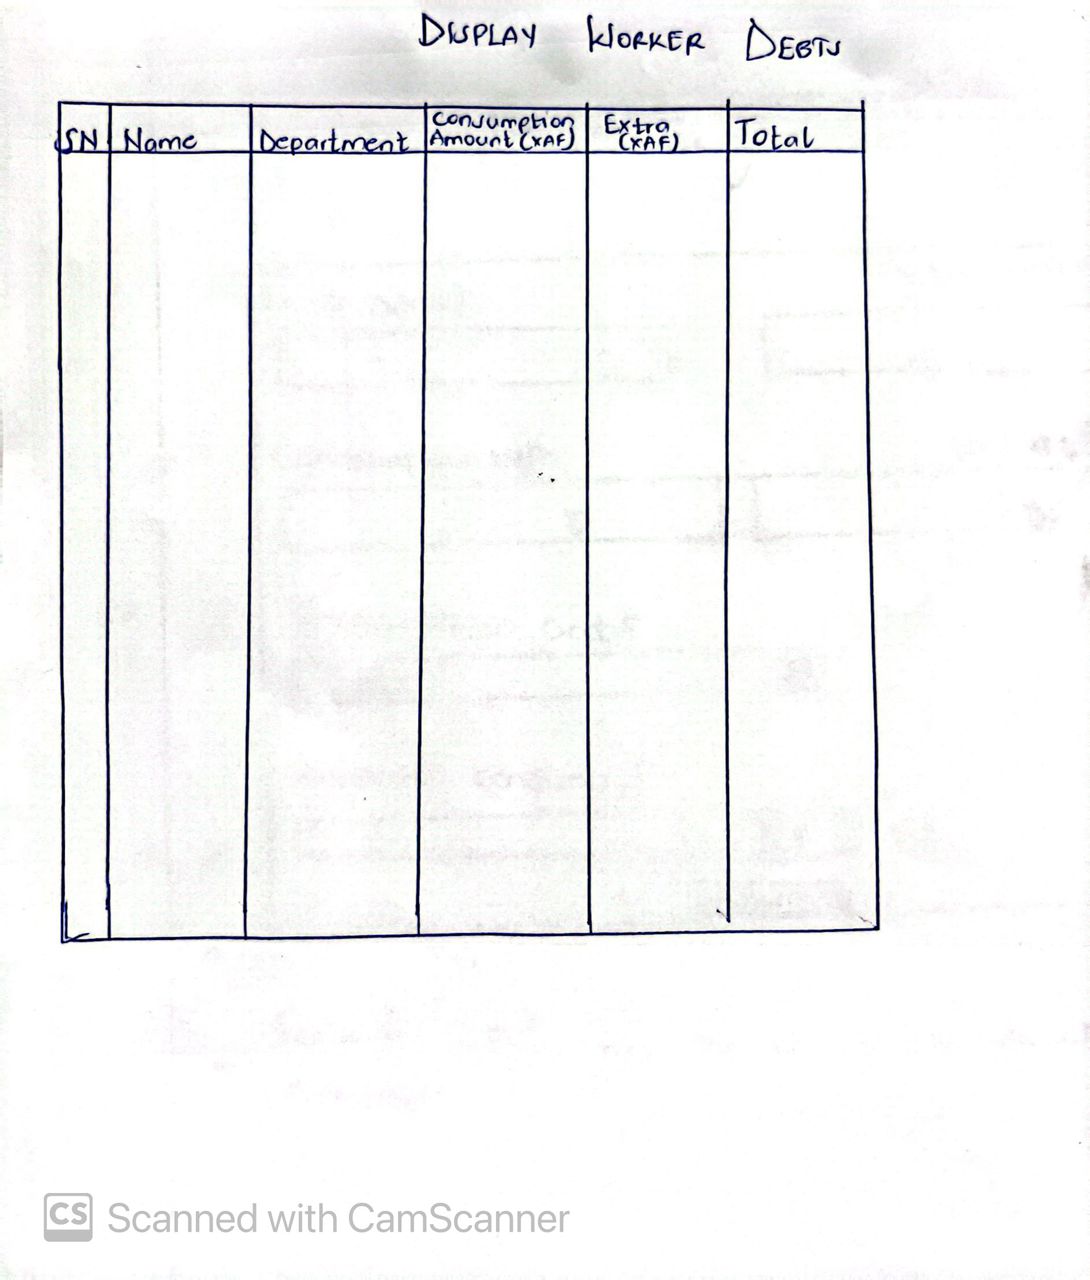 DISPLAY WORKER DEBTS
SN
Name
Department
Consumption
Amount (XAF)
Extra
(XAF)
Total
CS Scanned with CamScanner